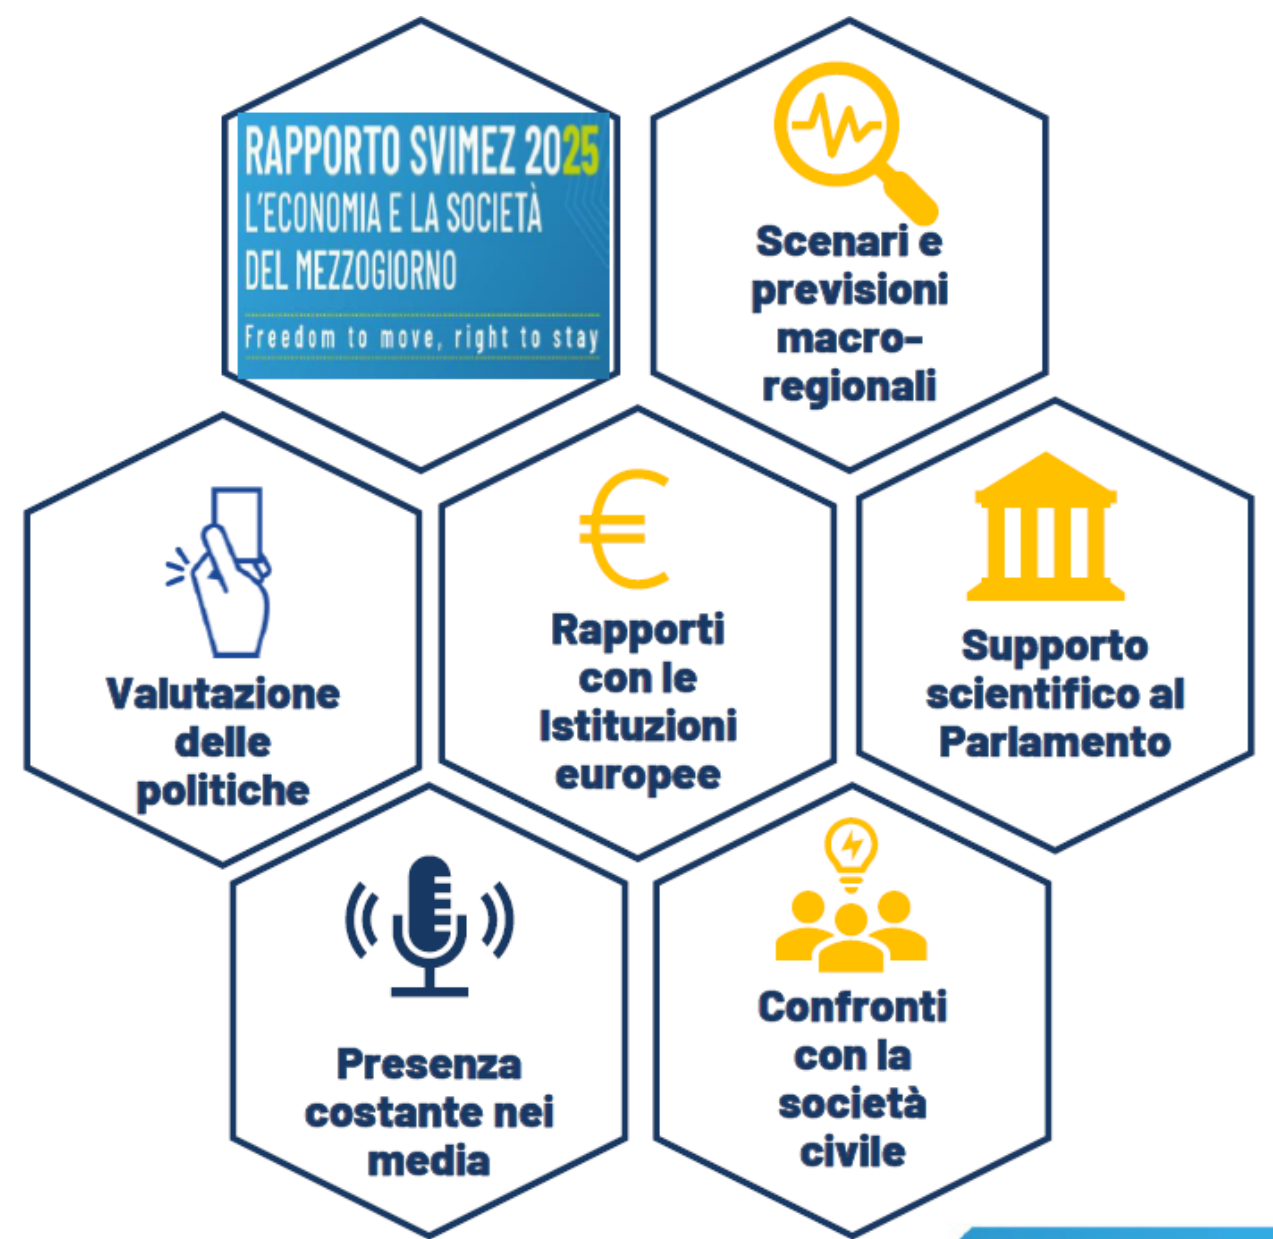 RAPPORTO SVIMEZ 2025
L'ECONOMIA E LA SOCIETÀ
DEL MEZZOGIORNO
Freedom to move, right to stay
Scenari e
previsioni
macro-
regionali
Valutazione
delle
politiche
Rapporti
con le
Istituzioni
europee
Supporto
scientifico al
Parlamento
Presenza
costante nei
media
Confronti
con la
società
civile